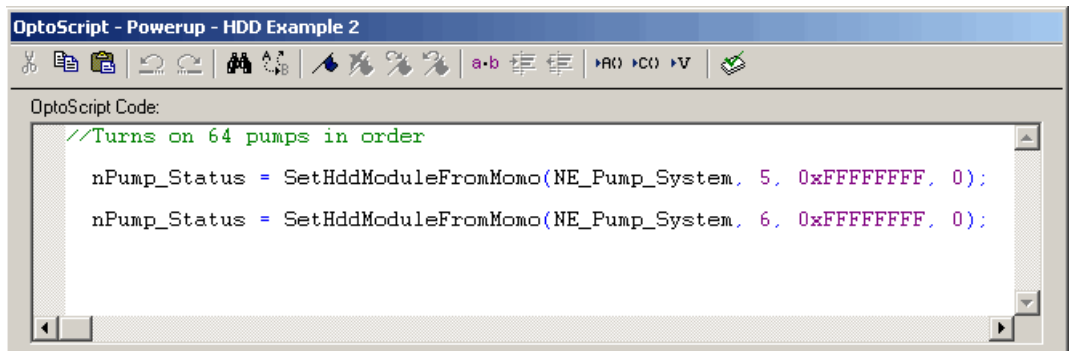 OptoScript - Powerup - HDD Example 2
a-b ▸A() ▸C() ▸V
OptoScript Code:
//Turns on 64 pumps in order
nPump_Status = SetHddModuleFromMomo(NE_Pump_System, 5, 0xFFFFFFFF, 0);
nPump_Status = SetHddModuleFromMomo(NE_Pump_System, 6, 0xFFFFFFFF, 0);